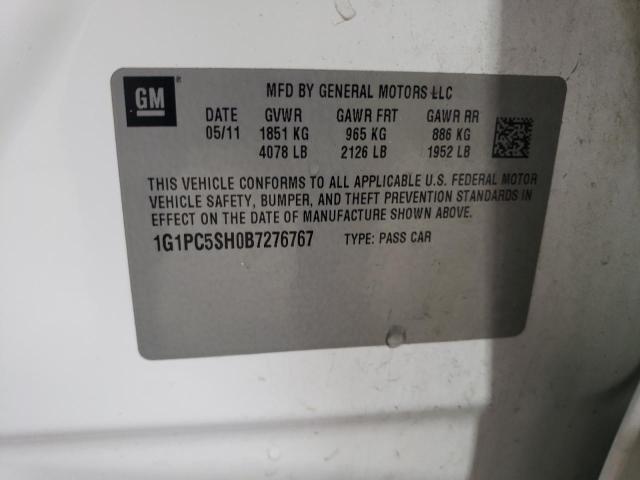 GM
MFD BY GENERAL MOTORS LLC
DATE GVWR GAWR FRT GAWR RR
05/11 1851 KG 965 KG 886 KG
4078 LB 2126 LB 1952 LB
THIS VEHICLE CONFORMS TO ALL APPLICABLE U.S. FEDERAL MOTOR
VEHICLE SAFETY, BUMPER, AND THEFT PREVENTION STANDARDS IN
EFFECT ON THE DATE OF MANUFACTURE SHOWN ABOVE.
1G1PC5SH0B7276767 TYPE: PASS CAR